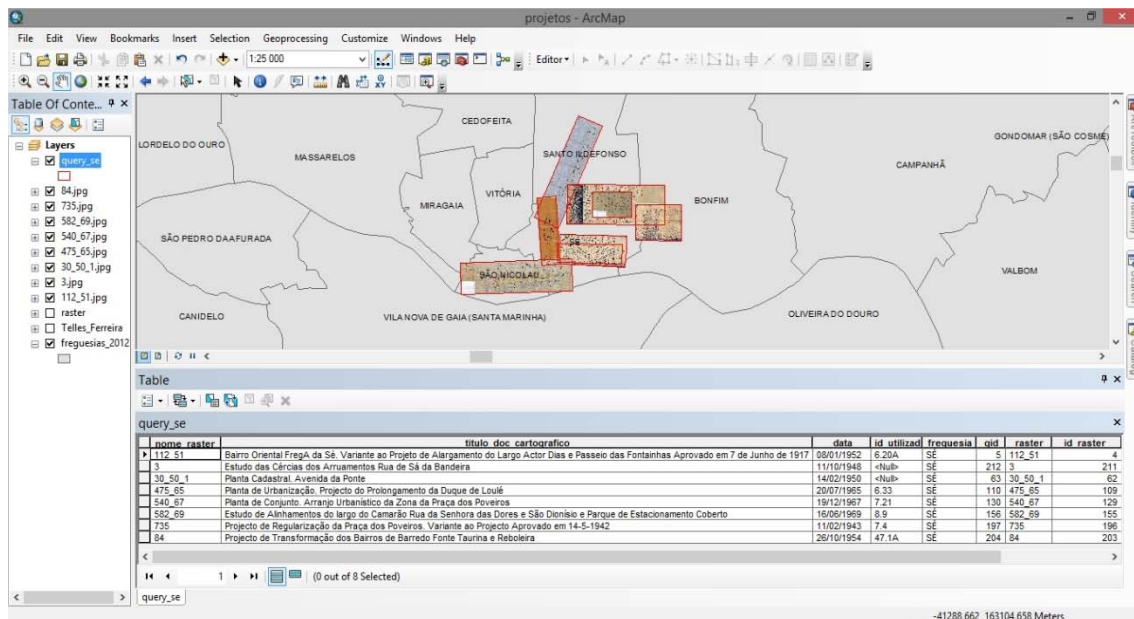 projetos - ArcMap
File Edit View Bookmarks Insert Selection Geoprocessing Customize Windows Help
1:25 000 Editor
Table Of Conte...
Layers
query_se
84.jpg
735.jpg
582_69.jpg
540_67.jpg
475_65.jpg
30_50_1.jpg
3.jpg
112_51.jpg
raster
Telles_Ferreira
freguesias_2012
CEDOFEITA
LORDELO DO OURO
MASSARELOS
SANTO ILDEFONSO
GONDOMAR (SÃO COSME)
CAMPANHÃ
VITÓRIA
MIRAGAIA
BONFIM
SÃO PEDRO DA AFURADA
SÉ
SÃO NICOLAU
VALBOM
CANIDELO
VILA NOVA DE GAIA (SANTA MARINHA)
OLIVEIRA DO DOURO
Table
query_se
nome_raster titulo_doc_cartografico data id_utilizad freguesia gid raster id_raster
112_51 Bairro Oriental FregA da Sé. Variante ao Projeto de Alargamento do Largo Actor Dias e Passeio das Fontainhas Aprovado em 7 de Junho de 1917 08/01/1952 6.20A SÉ 5 112_51 4
3 Estudo das Cércias dos Arruamentos Rua de Sá da Bandeira 11/10/1948 <Null> SÉ 212 3 211
30_50_1 Planta Cadastral. Avenida da Ponte 14/02/1950 <Null> SÉ 63 30_50_1 62
475_65 Planta de Urbanização. Projecto do Prolongamento da Duque de Loulé 20/07/1965 6.33 SÉ 110 475_65 109
540_67 Planta de Conjunto. Arranjo Urbanístico da Zona da Praça dos Poveiros 19/12/1967 7.21 SÉ 130 540_67 129
582_69 Estudo de Alinhamentos do largo do Camarão Rua da Senhora das Dores e São Dionísio e Parque de Estacionamento Coberto 16/06/1969 8.9 SÉ 156 582_69 155
735 Projecto de Regularização da Praça dos Poveiros. Variante ao Projecto Aprovado em 14-5-1942 11/02/1943 7.4 SÉ 197 735 196
84 Projecto de Transformação dos Bairros de Barredo Fonte Taurina e Reboleira 26/10/1954 47.1A SÉ 204 84 203
1 (0 out of 8 Selected)
query_se
-41288,662 163104,658 Meters